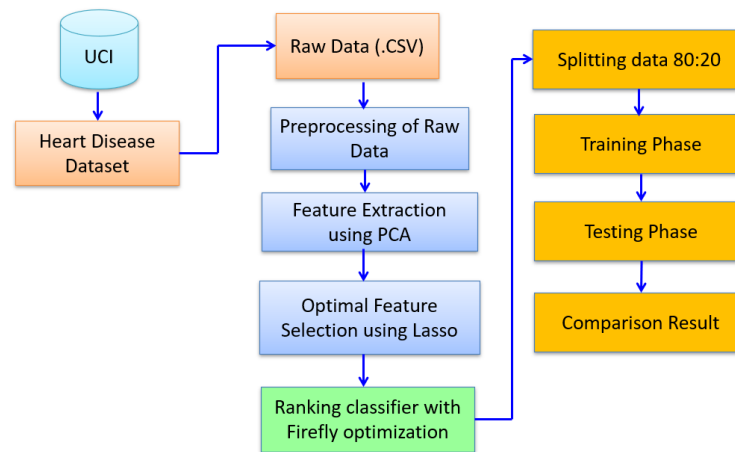 UCI
Heart Disease
Dataset
Raw Data (.CSV)
Preprocessing of Raw
Data
Feature Extraction
using PCA
Optimal Feature
Selection using Lasso
Ranking classifier with
Firefly optimization
Splitting data 80:20
Training Phase
Testing Phase
Comparison Result